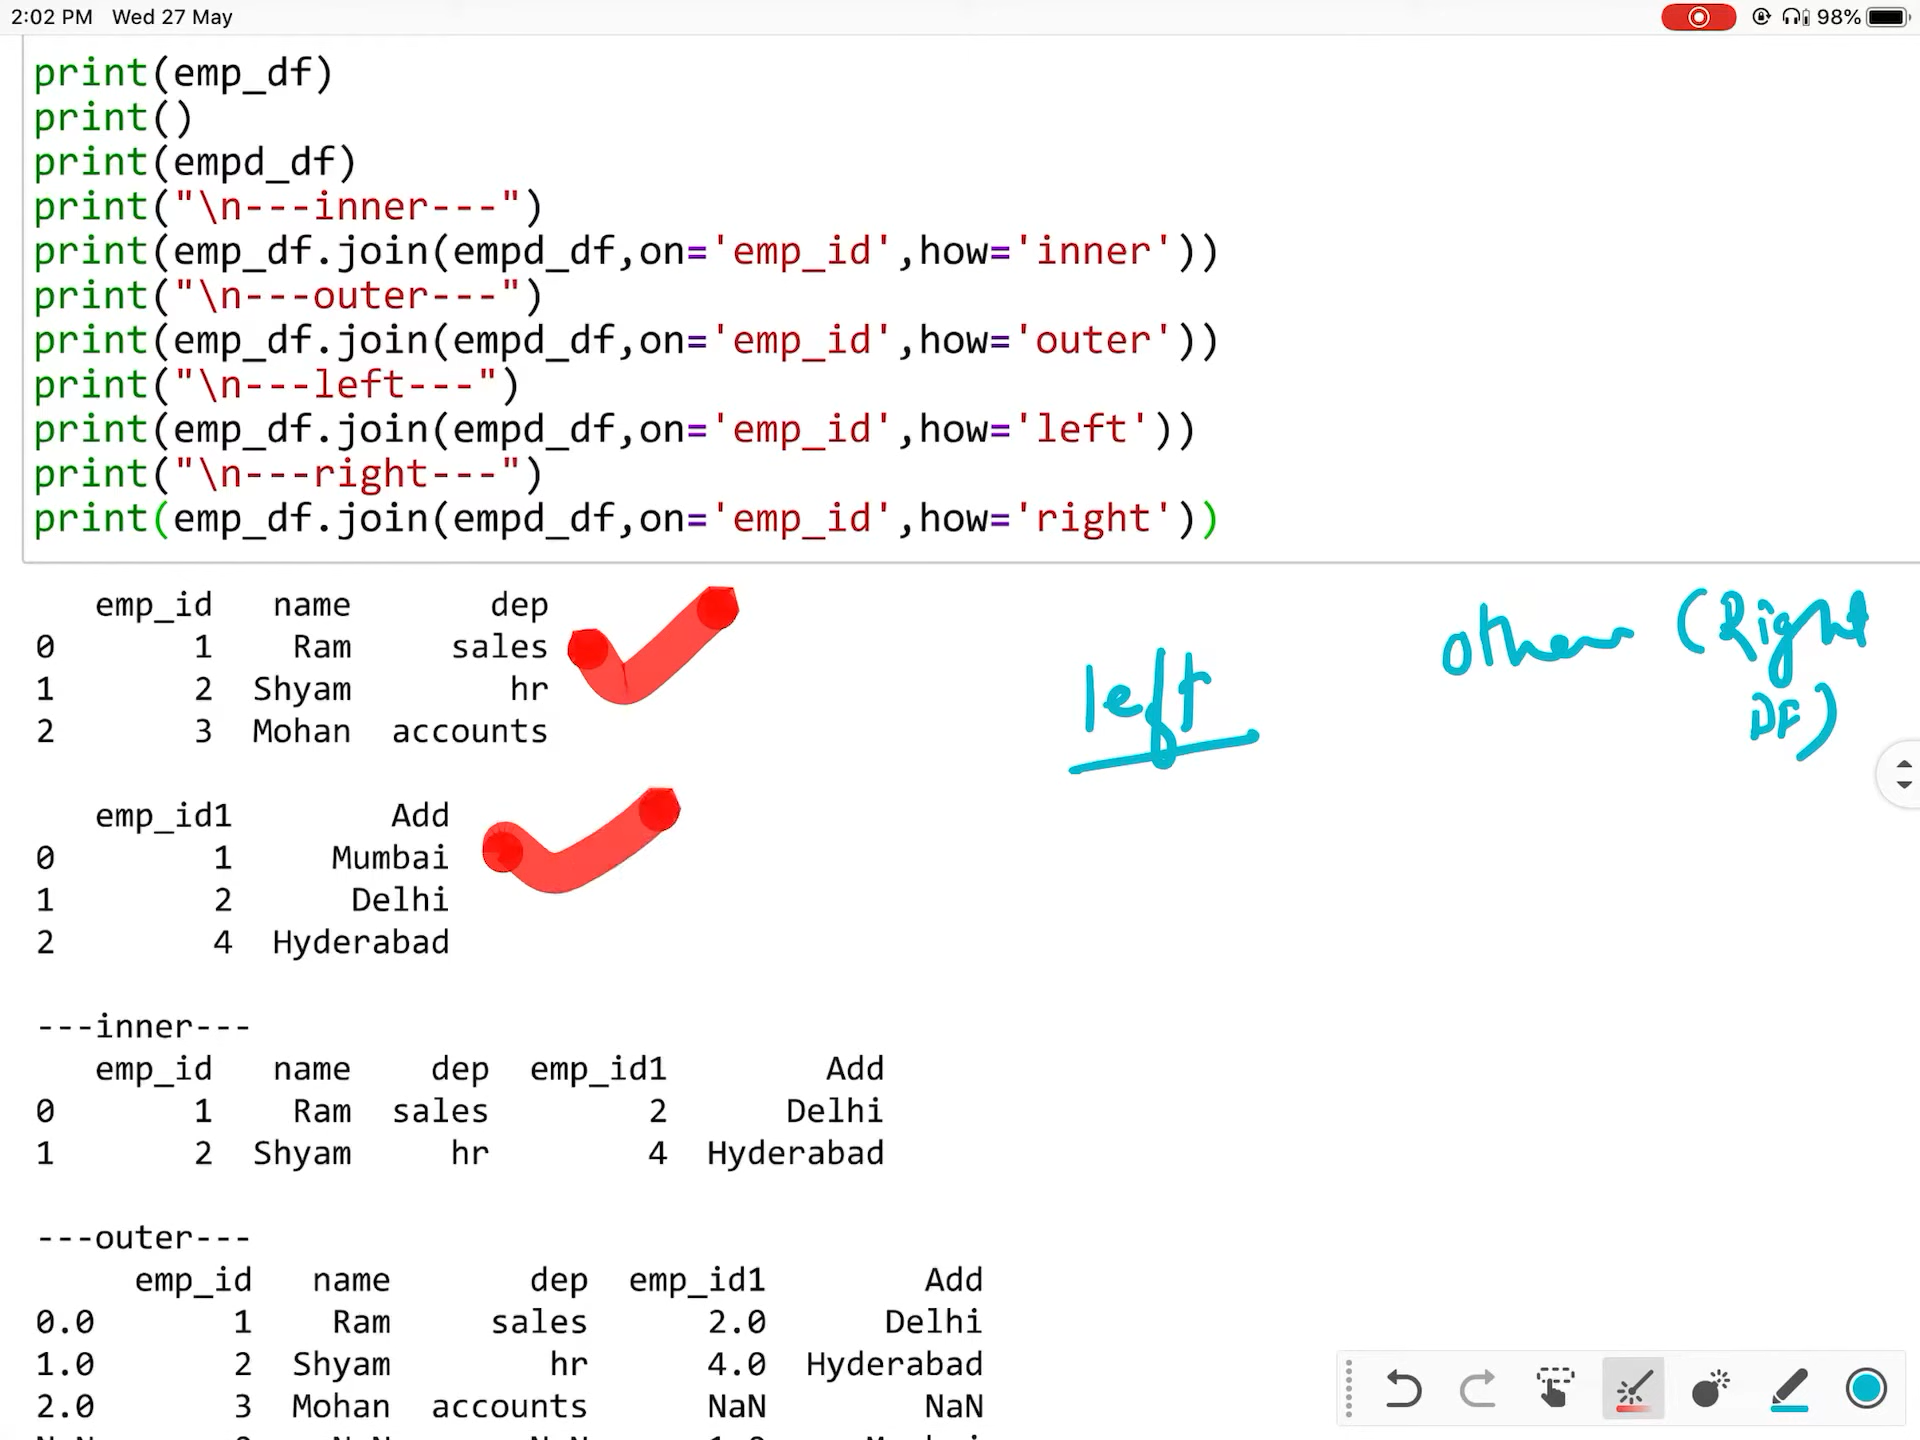 2:02 PM Wed 27 May 98%
print(emp_df)
print()
print(empd_df)
print("\n---inner---")
print(emp_df.join(empd_df,on='emp_id',how='inner'))
print("\n---outer---")
print(emp_df.join(empd_df,on='emp_id',how='outer'))
print("\n---left---")
print(emp_df.join(empd_df,on='emp_id',how='left'))
print("\n---right---")
print(emp_df.join(empd_df,on='emp_id',how='right'))
emp_id name dep
0 1 Ram sales
1 2 Shyam hr
2 3 Mohan accounts
left
other (Right
DF)
emp_id1 Add
0 1 Mumbai
1 2 Delhi
2 4 Hyderabad
---inner---
emp_id name dep emp_id1 Add
0 1 Ram sales 2 Delhi
1 2 Shyam hr 4 Hyderabad
---outer---
emp_id name dep emp_id1 Add
0.0 1 Ram sales 2.0 Delhi
1.0 2 Shyam hr 4.0 Hyderabad
2.0 3 Mohan accounts NaN NaN